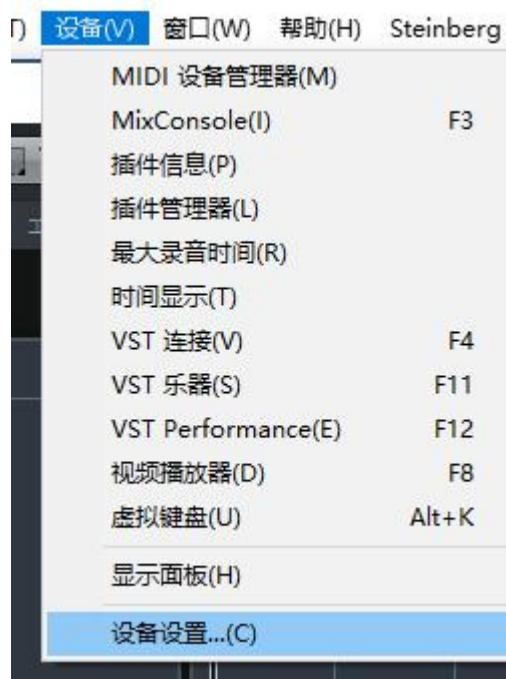 ) 设备(V) 窗口(W) 帮助(H) Steinberg
MIDI 设备管理器(M)
MixConsole(I) F3
插件信息(P)
插件管理器(L)
最大录音时间(R)
时间显示(T)
VST 连接(V) F4
VST 乐器(S) F11
VST Performance(E) F12
视频播放器(D) F8
虚拟键盘(U) Alt+K
显示面板(H)
设备设置...(C)